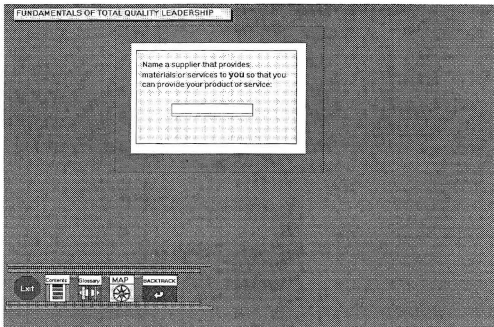 FUNDAMENTALS OF TOTAL QUALITY LEADERSHIP
Name a supplier that provides
materials or services to you so that you
can provide your product or service:
Exit
Contents
Glossary
MAP
BACKTRACK